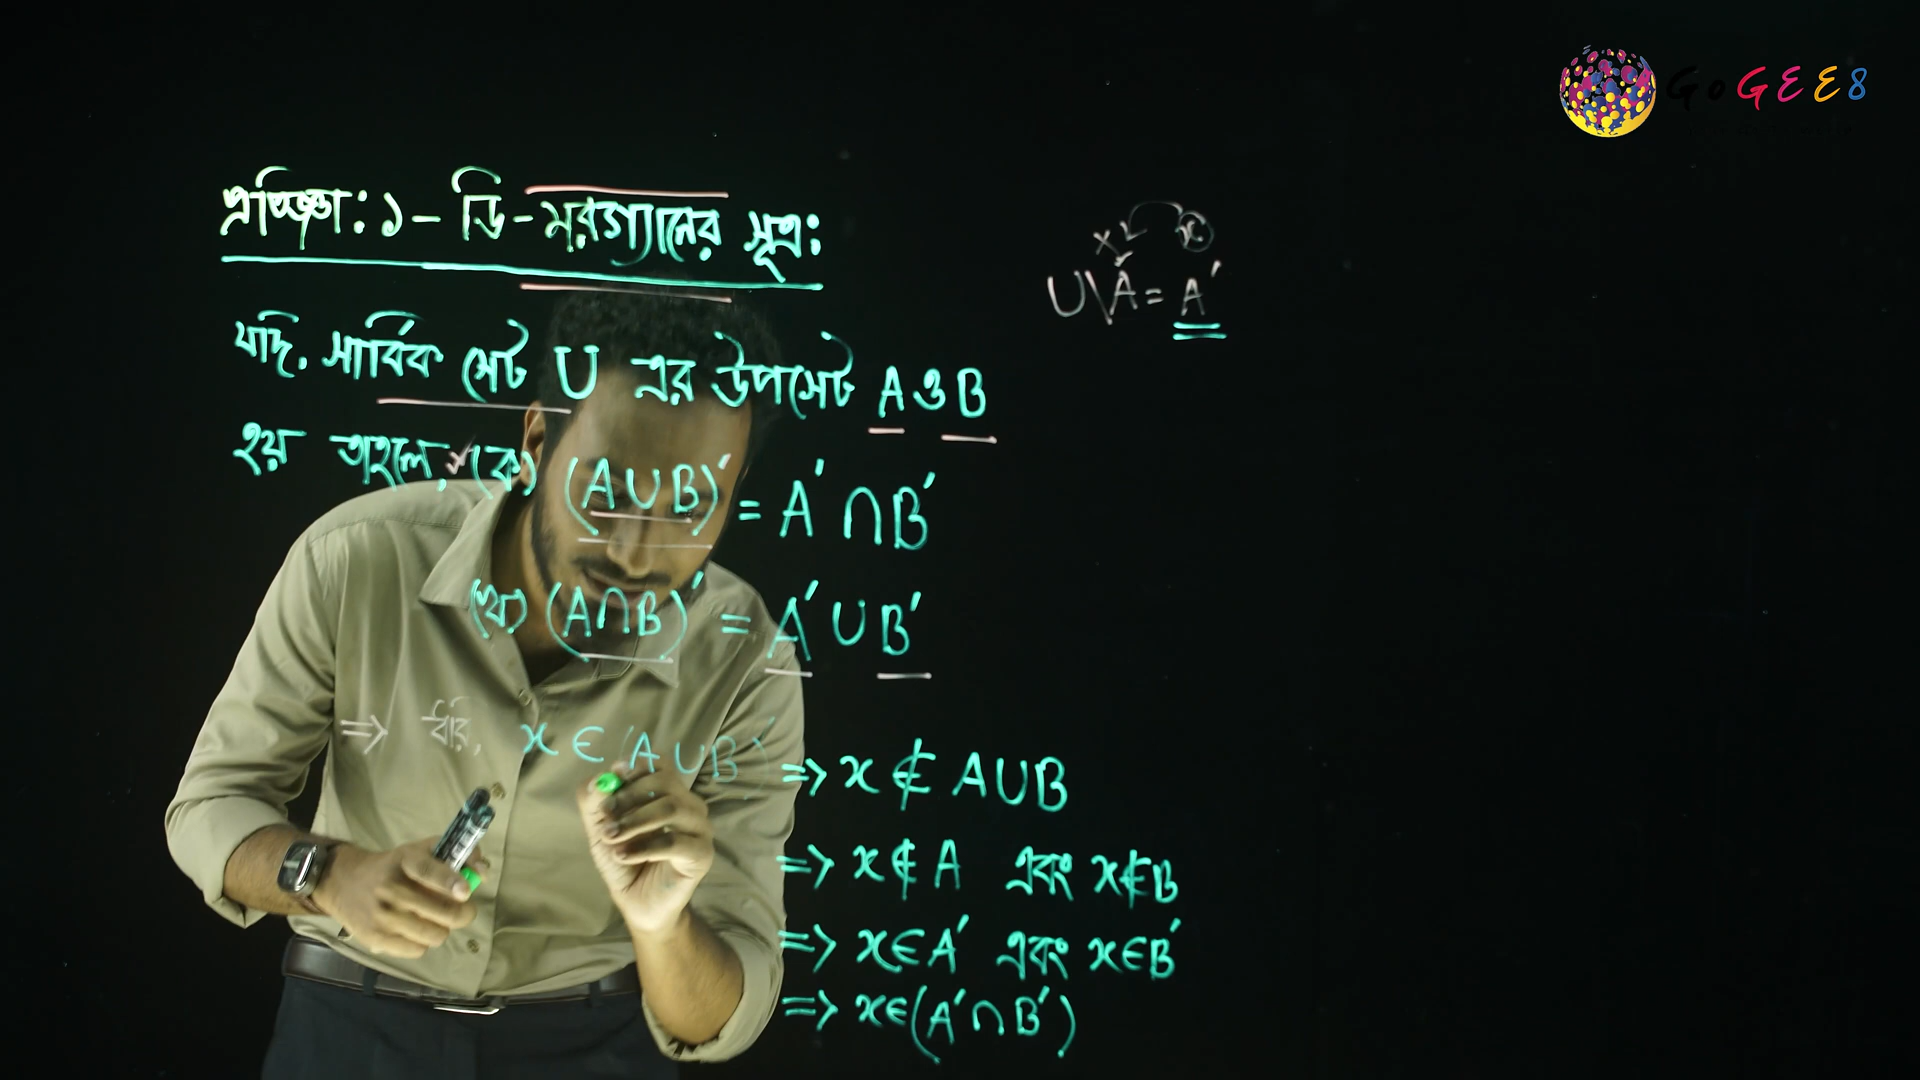 GoGEE8
প্রতিজ্ঞা: ১ - ডি - মরগ্যানের সূত্র:
U\A = A′
x
যদি, সার্বিক সেট U এর উপসেট A ও B
হয় তাহলে, (ক) (A∪B)′ = A′∩B′
(খ) (A∩B)′ = A′∪B′
⇒ ধরি, x ∈ (A∪B)′ ⇒ x ∉ A∪B
⇒ x ∉ A এবং x ∉ B
⇒ x ∈ A′ এবং x ∈ B′
⇒ x ∈ (A′∩B′)